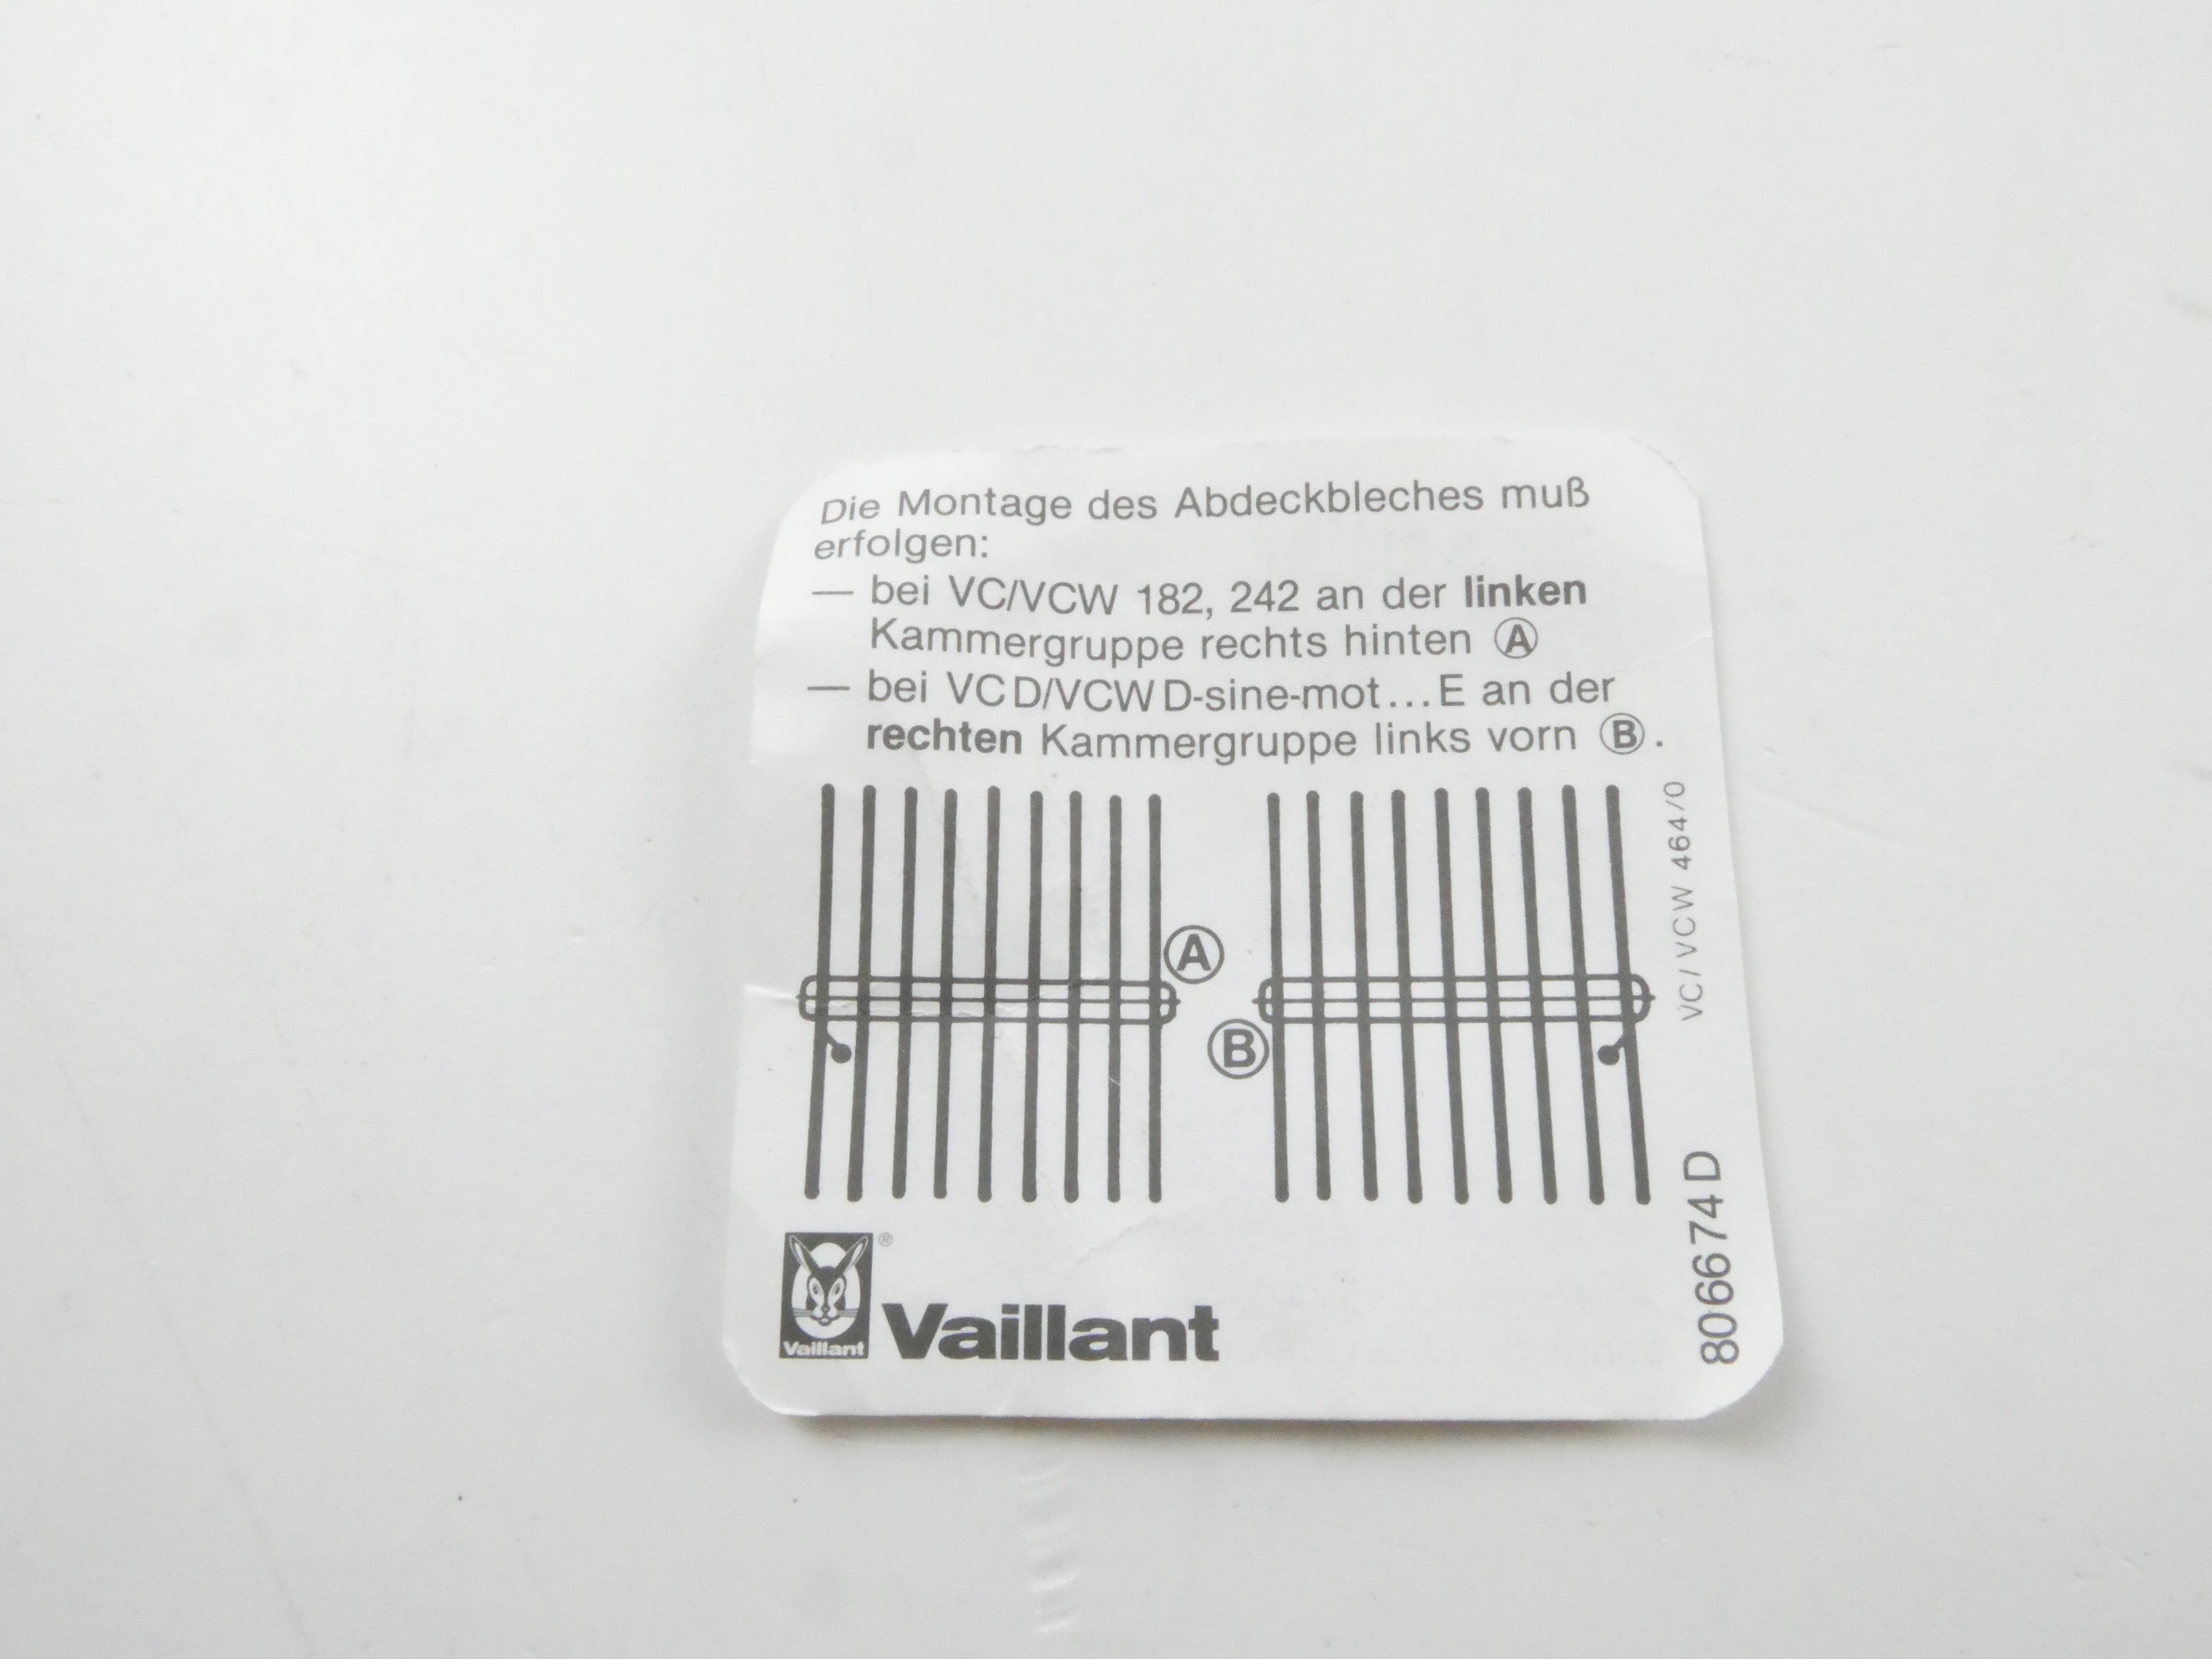 Die Montage des Abdeckbleches muß
erfolgen:
— bei VC/VCW 182, 242 an der linken
Kammergruppe rechts hinten Ⓐ
— bei VCD/VCWD-sine-mot...E an der
rechten Kammergruppe links vorn Ⓑ.
A
B
VC/VCW 464/0
806674D
Vaillant ®
Vaillant